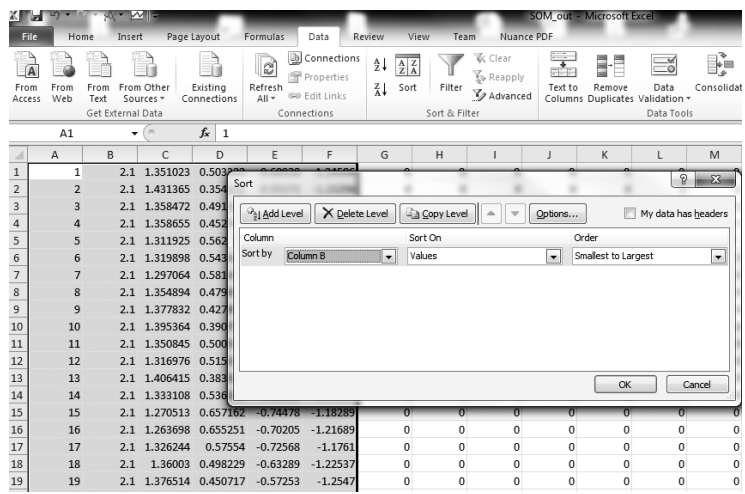 SOM_out - Microsoft Excel
File Home Insert Page Layout Formulas Data Review View Team Nuance PDF
From Access From Web From Text From Other Sources Existing Connections
Get External Data
Refresh All Connections Properties Edit Links
Connections
Sort Filter Clear Reapply Advanced
Sort & Filter
Text to Columns Remove Duplicates Data Validation Consolidat
Data Tools
A1 fx 1
A B C D E F G H I J K L M
1 1 2.1 1.351023
2 2 2.1 1.431365 0.354
3 3 2.1 1.358472 0.491
4 4 2.1 1.358655 0.452
5 5 2.1 1.311925 0.562
6 6 2.1 1.319898 0.543
7 7 2.1 1.297064 0.581
8 8 2.1 1.354894 0.479
9 9 2.1 1.377832 0.427
10 10 2.1 1.395364 0.390
11 11 2.1 1.350845 0.500
12 12 2.1 1.316976 0.515
13 13 2.1 1.406415 0.383
14 14 2.1 1.333108 0.536
Sort
Add Level Delete Level Copy Level Options... My data has headers
Column Sort On Order
Sort by Column B Values Smallest to Largest
OK Cancel
15 15 2.1 1.270513 0.657162 -0.74478 -1.18289 0 0 0 0 0 0 0
16 16 2.1 1.263698 0.655251 -0.70205 -1.21689 0 0 0 0 0 0 0
17 17 2.1 1.326244 0.57554 -0.72568 -1.1761 0 0 0 0 0 0 0
18 18 2.1 1.36003 0.498229 -0.63289 -1.22537 0 0 0 0 0 0 0
19 19 2.1 1.376514 0.450717 -0.57253 -1.2547 0 0 0 0 0 0 0